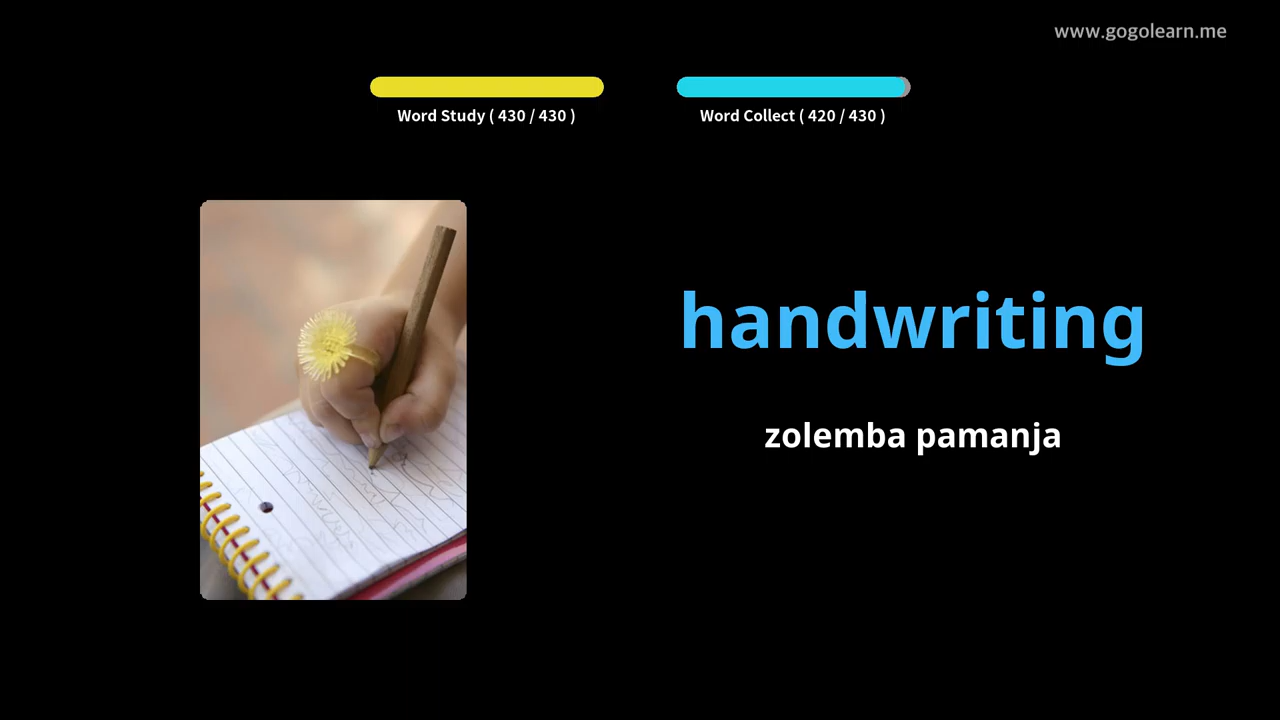 www.gogolearn.me
Word Study ( 430 / 430 )
Word Collect ( 420 / 430 )
handwriting
zolemba pamanja